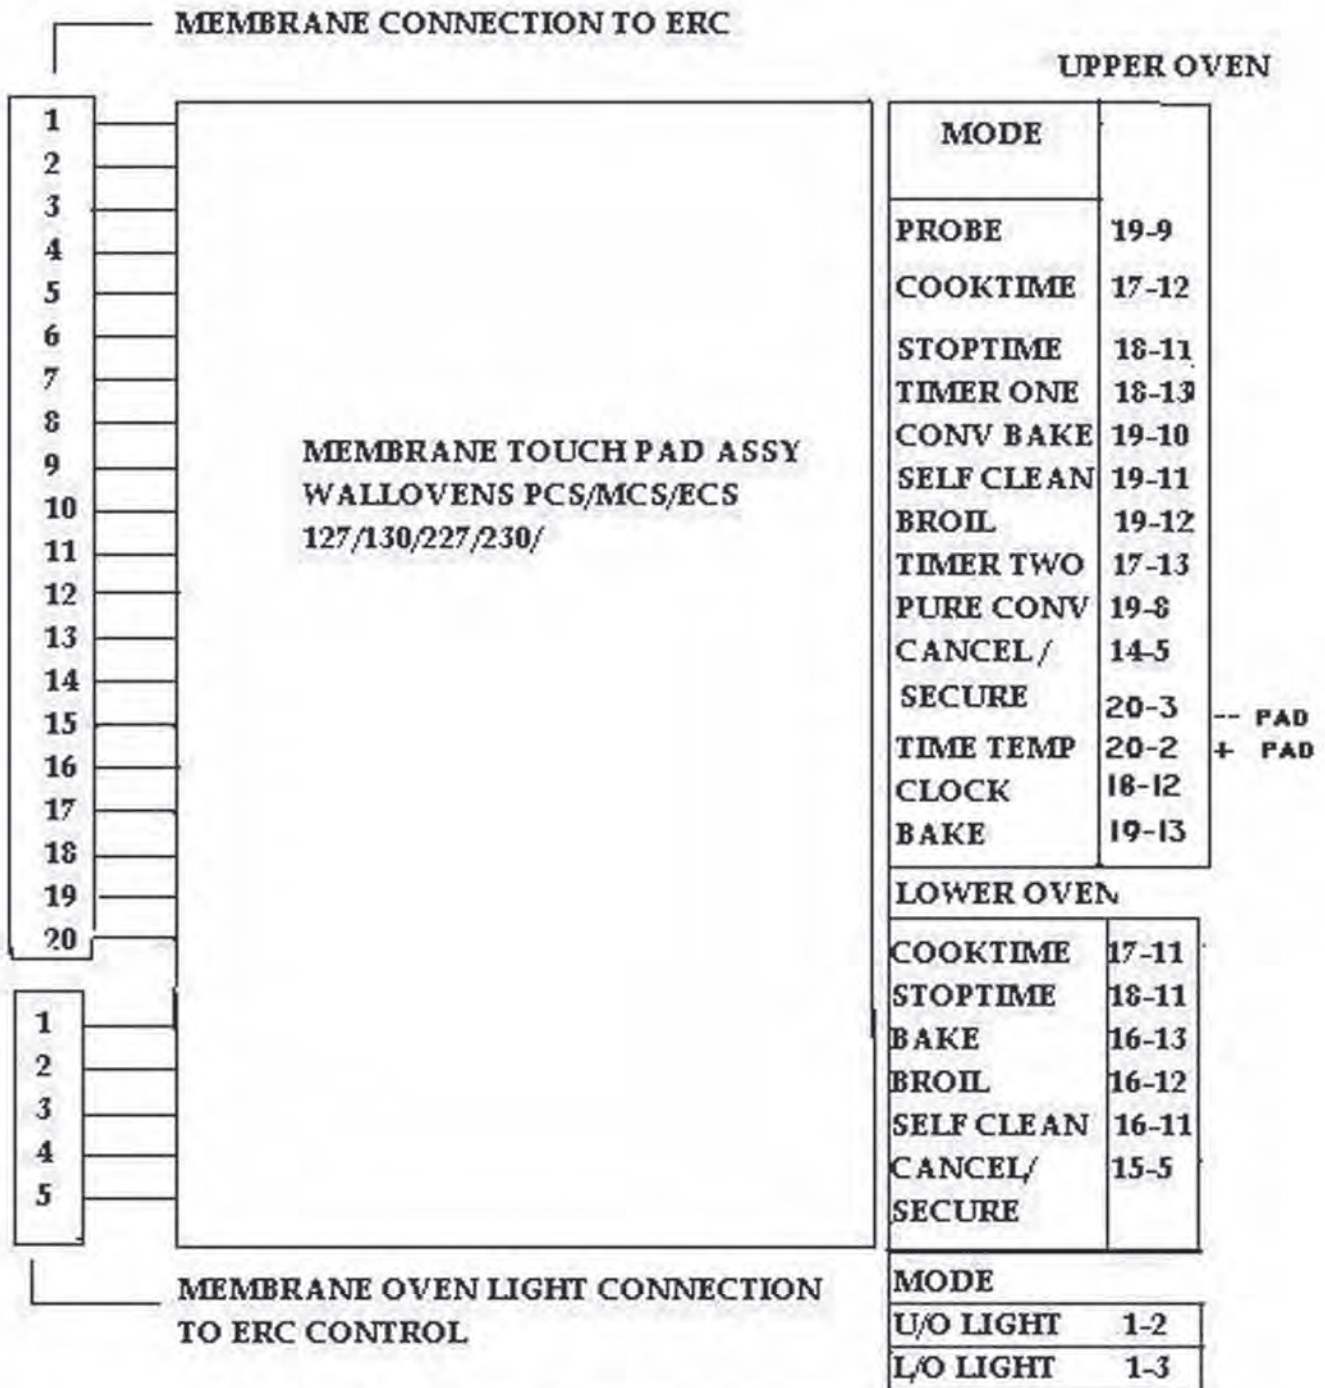 MEMBRANE CONNECTION TO ERC
UPPER OVEN
1
2
3
4
5
6
7
8
9
10
11
12
13
14
15
16
17
18
19
20
1
2
3
4
5
MEMBRANE TOUCH PAD ASSY
WALLOVENS PCS/MCS/ECS
127/130/227/230/
MODE
PROBE 19-9
COOKTIME 17-12
STOPTIME 18-11
TIMER ONE 18-13
CONV BAKE 19-10
SELF CLEAN 19-11
BROIL 19-12
TIMER TWO 17-13
PURE CONV 19-8
CANCEL/ 14-5
SECURE 20-3 -- PAD
TIME TEMP 20-2 + PAD
CLOCK 18-12
BAKE 19-13
LOWER OVEN
COOKTIME 17-11
STOPTIME 18-11
BAKE 16-13
BROIL 16-12
SELF CLEAN 16-11
CANCEL/ 15-5
SECURE
MODE
U/O LIGHT 1-2
L/O LIGHT 1-3
MEMBRANE OVEN LIGHT CONNECTION
TO ERC CONTROL